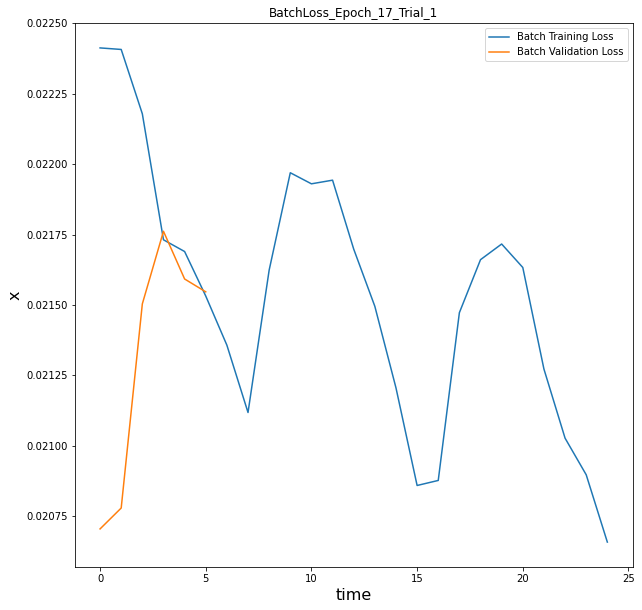 BatchLoss_Epoch_17_Trial_1
Batch Training Loss
Batch Validation Loss
0.02250
0.02225
0.02200
0.02175
0.02150
0.02125
0.02100
0.02075
x
0 5 10 15 20 25
time